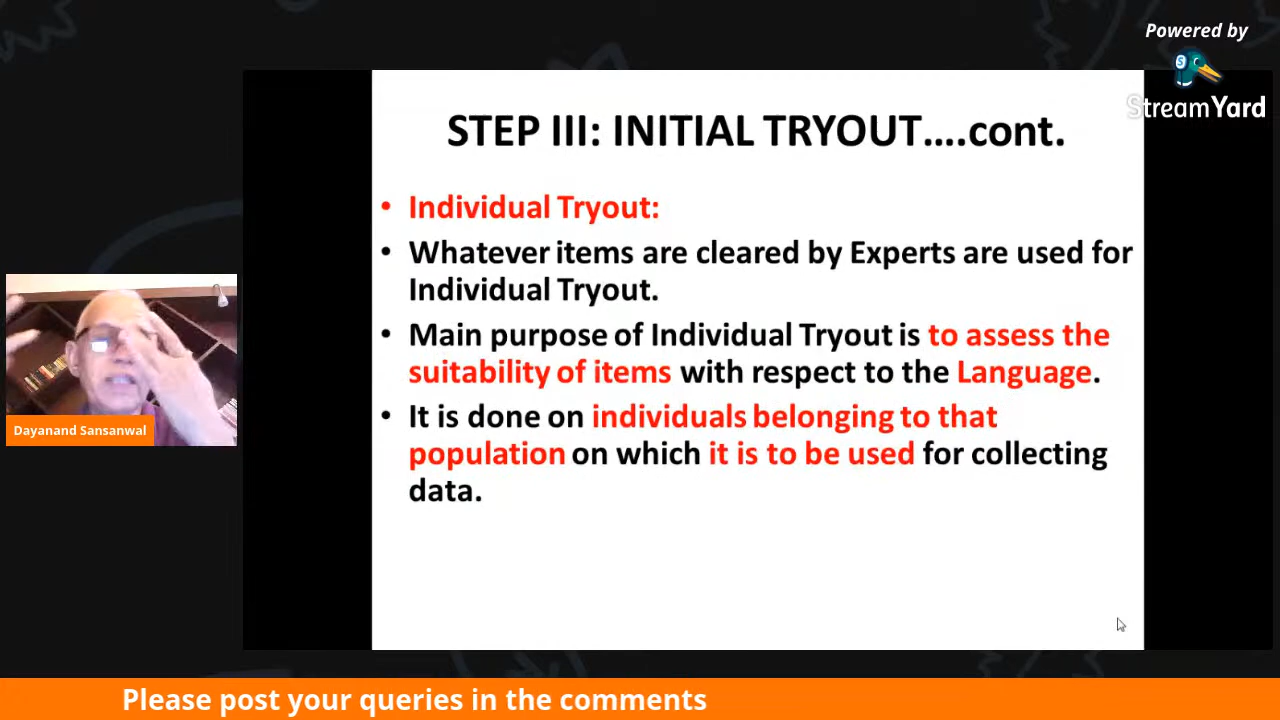 Powered by
StreamYard
STEP III: INITIAL TRYOUT....cont.
• Individual Tryout:
• Whatever items are cleared by Experts are used for
Individual Tryout.
• Main purpose of Individual Tryout is to assess the
suitability of items with respect to the Language.
• It is done on individuals belonging to that
population on which it is to be used for collecting
data.
Dayanand Sansanwal
Please post your queries in the comments